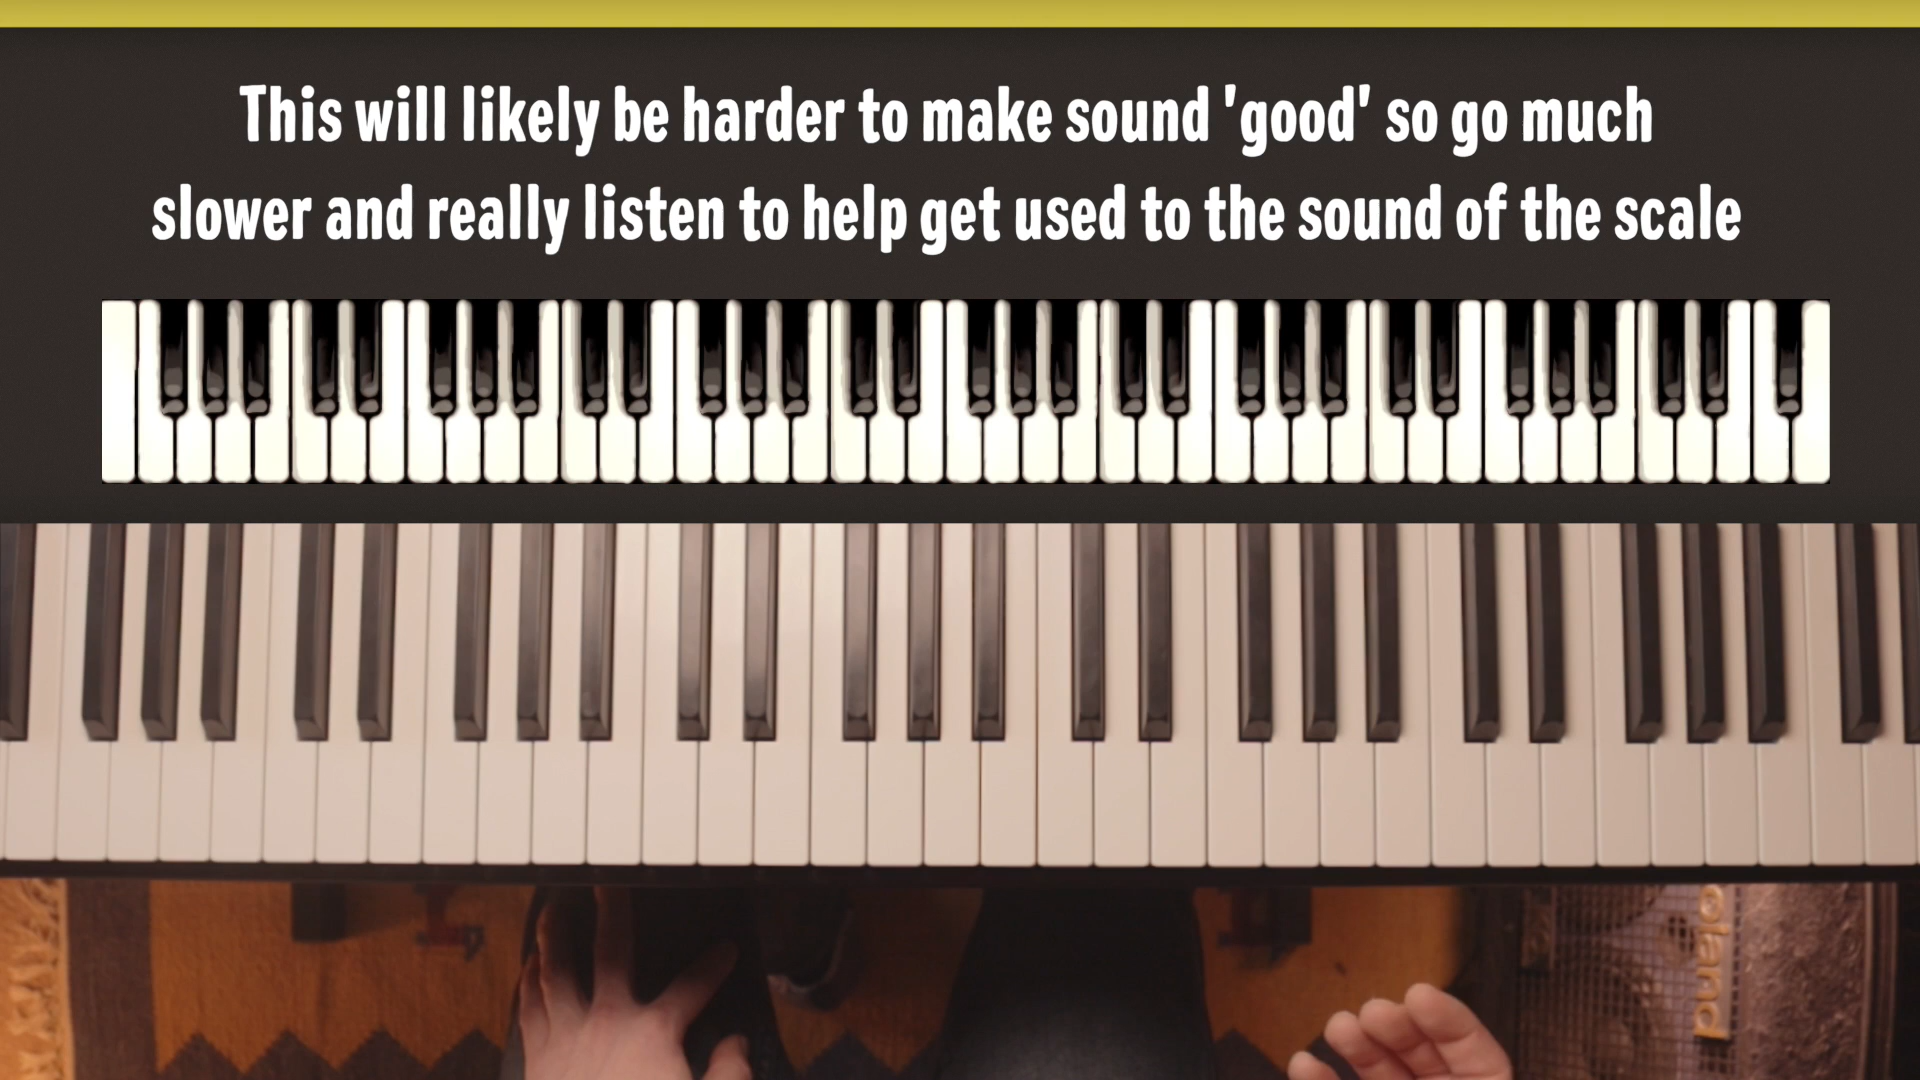 This will likely be harder to make sound 'good' so go much
slower and really listen to help get used to the sound of the scale
Roland